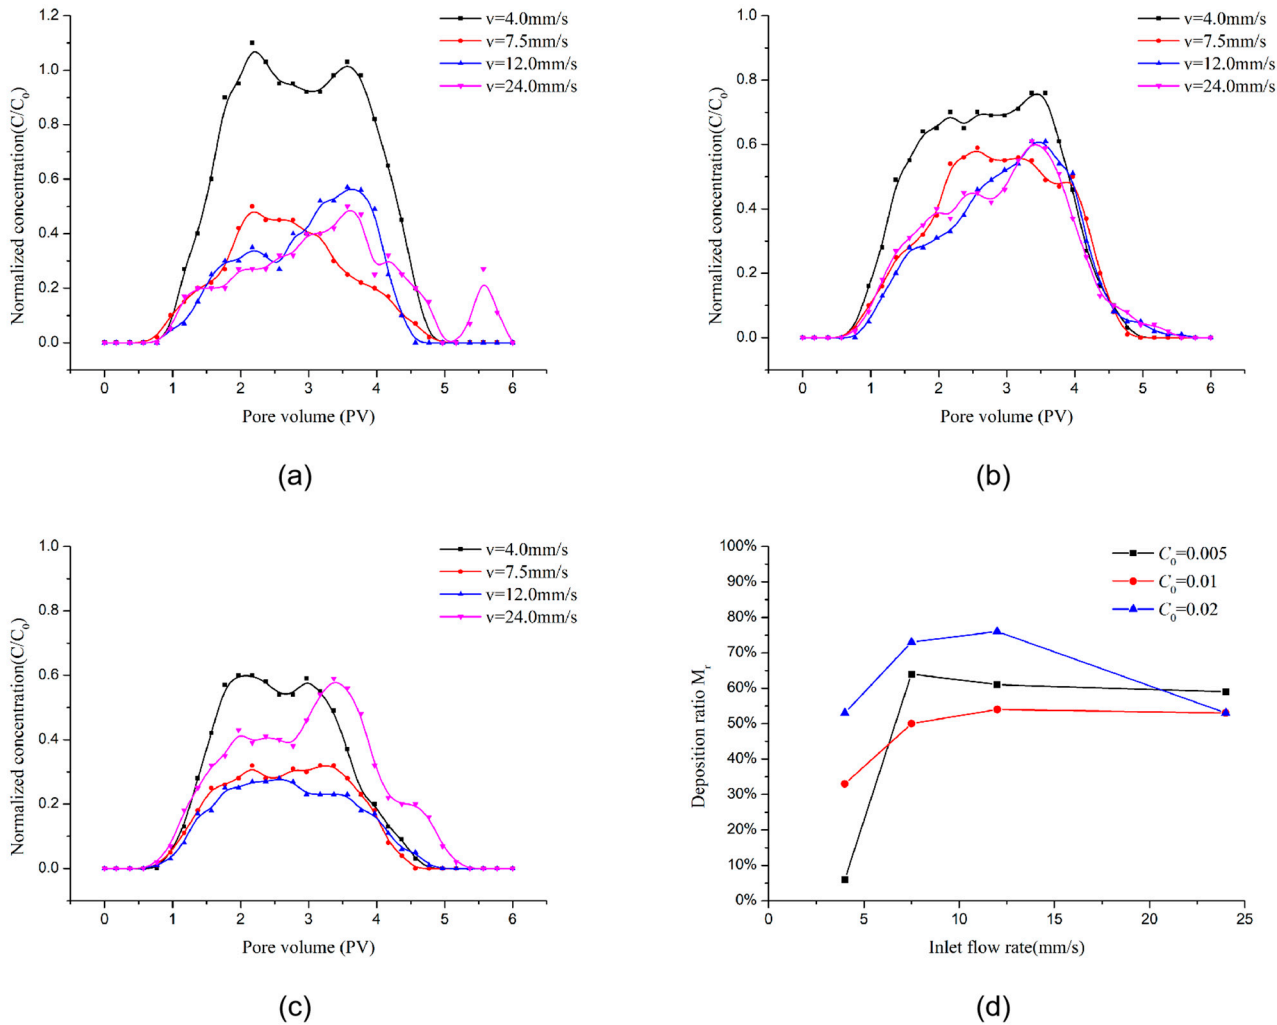 v=4.0mm/s
v=7.5mm/s
v=12.0mm/s
v=24.0mm/s
Normalized concentration(C/C₀)
1.2
1.0
0.8
0.6
0.4
0.2
0.0
0 1 2 3 4 5 6
Pore volume (PV)
(a)
v=4.0mm/s
v=7.5mm/s
v=12.0mm/s
v=24.0mm/s
Normalized concentration(C/C₀)
1.0
0.8
0.6
0.4
0.2
0.0
0 1 2 3 4 5 6
Pore volume (PV)
(b)
v=4.0mm/s
v=7.5mm/s
v=12.0mm/s
v=24.0mm/s
Normalized concentration(C/C₀)
1.0
0.8
0.6
0.4
0.2
0.0
0 1 2 3 4 5 6
Pore volume (PV)
(c)
C₀=0.005
C₀=0.01
C₀=0.02
Deposition ratio Mᵣ
100%
90%
80%
70%
60%
50%
40%
30%
20%
10%
0%
0 5 10 15 20 25
Inlet flow rate(mm/s)
(d)